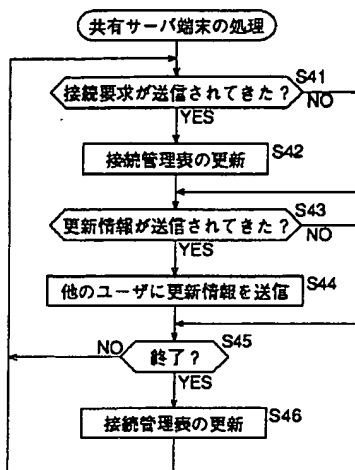 共有サーバ端末の処理
S41
接続要求が送信されてきた？
NO
YES
S42
接続管理表の更新
S43
更新情報が送信されてきた？
NO
YES
S44
他のユーザに更新情報を送信
S45
NO
終了？
YES
S46
接続管理表の更新